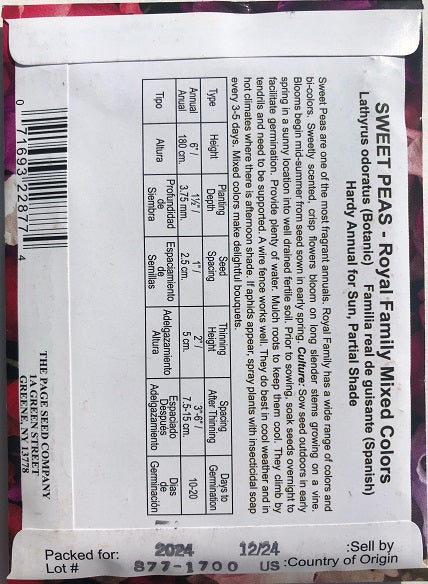 SWEET PEAS - Royal Family Mixed Colors
Lathyrus odoratus (Botanic) Familia real de guisante (Spanish)
Hardy Annual for Sun, Partial Shade
Sweet Peas are one of the most fragrant annuals. Royal Family has a wide range of colors and
bi-colors. Sweetly scented, crisp flowers bloom on long slender stems growing on a vine.
Blooms begin mid-summer from seed sown in early spring. Culture: Sow seed outdoors in early
spring in a sunny location into well drained fertile soil. Prior to sowing, soak seeds overnight to
facilitate germination. Provide plenty of water. Mulch roots to keep them cool. They climb by
tendrils and need to be supported. A wire fence works well. They do best in cool weather and in
hot climates where there is afternoon shade. If aphids appear, spray plants with insecticidal soap
every 3-5 days. Mixed colors make delightful bouquets.
Type Height Planting Depth Seed Spacing Thinning Height Spacing After Thinning Days to Germination
Annual Anual 6"/ 180 cm. 1½"/ 3.75 mm. 1"/ 2.5 cm. 2"/ 5 cm. 3"-6"/ 7.5-15 cm. 10-20
Tipo Altura Profundidad de Siembra Espaciamiento de Semillas Adelgazamiento Altura Espaciado Después Adelgazamiento Dias de Germinación
0 71693 22877 4
THE PAGE SEED COMPANY
1A GREEN STREET
GREENE, NY 13778
Packed for: 2024 12/24 :Sell by
Lot # 877-1700 US :Country of Origin